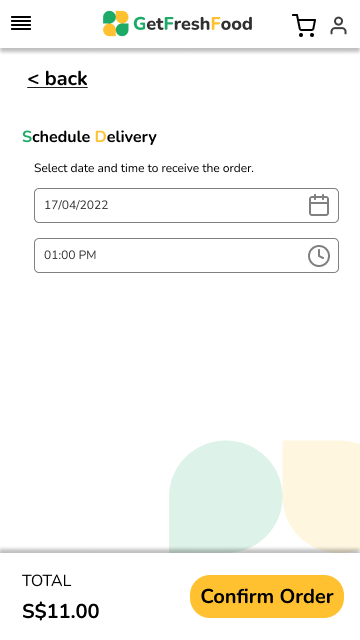 GetFreshFood
< back
Schedule Delivery
Select date and time to receive the order.
17/04/2022
01:00 PM
TOTAL
S$11.00
Confirm Order